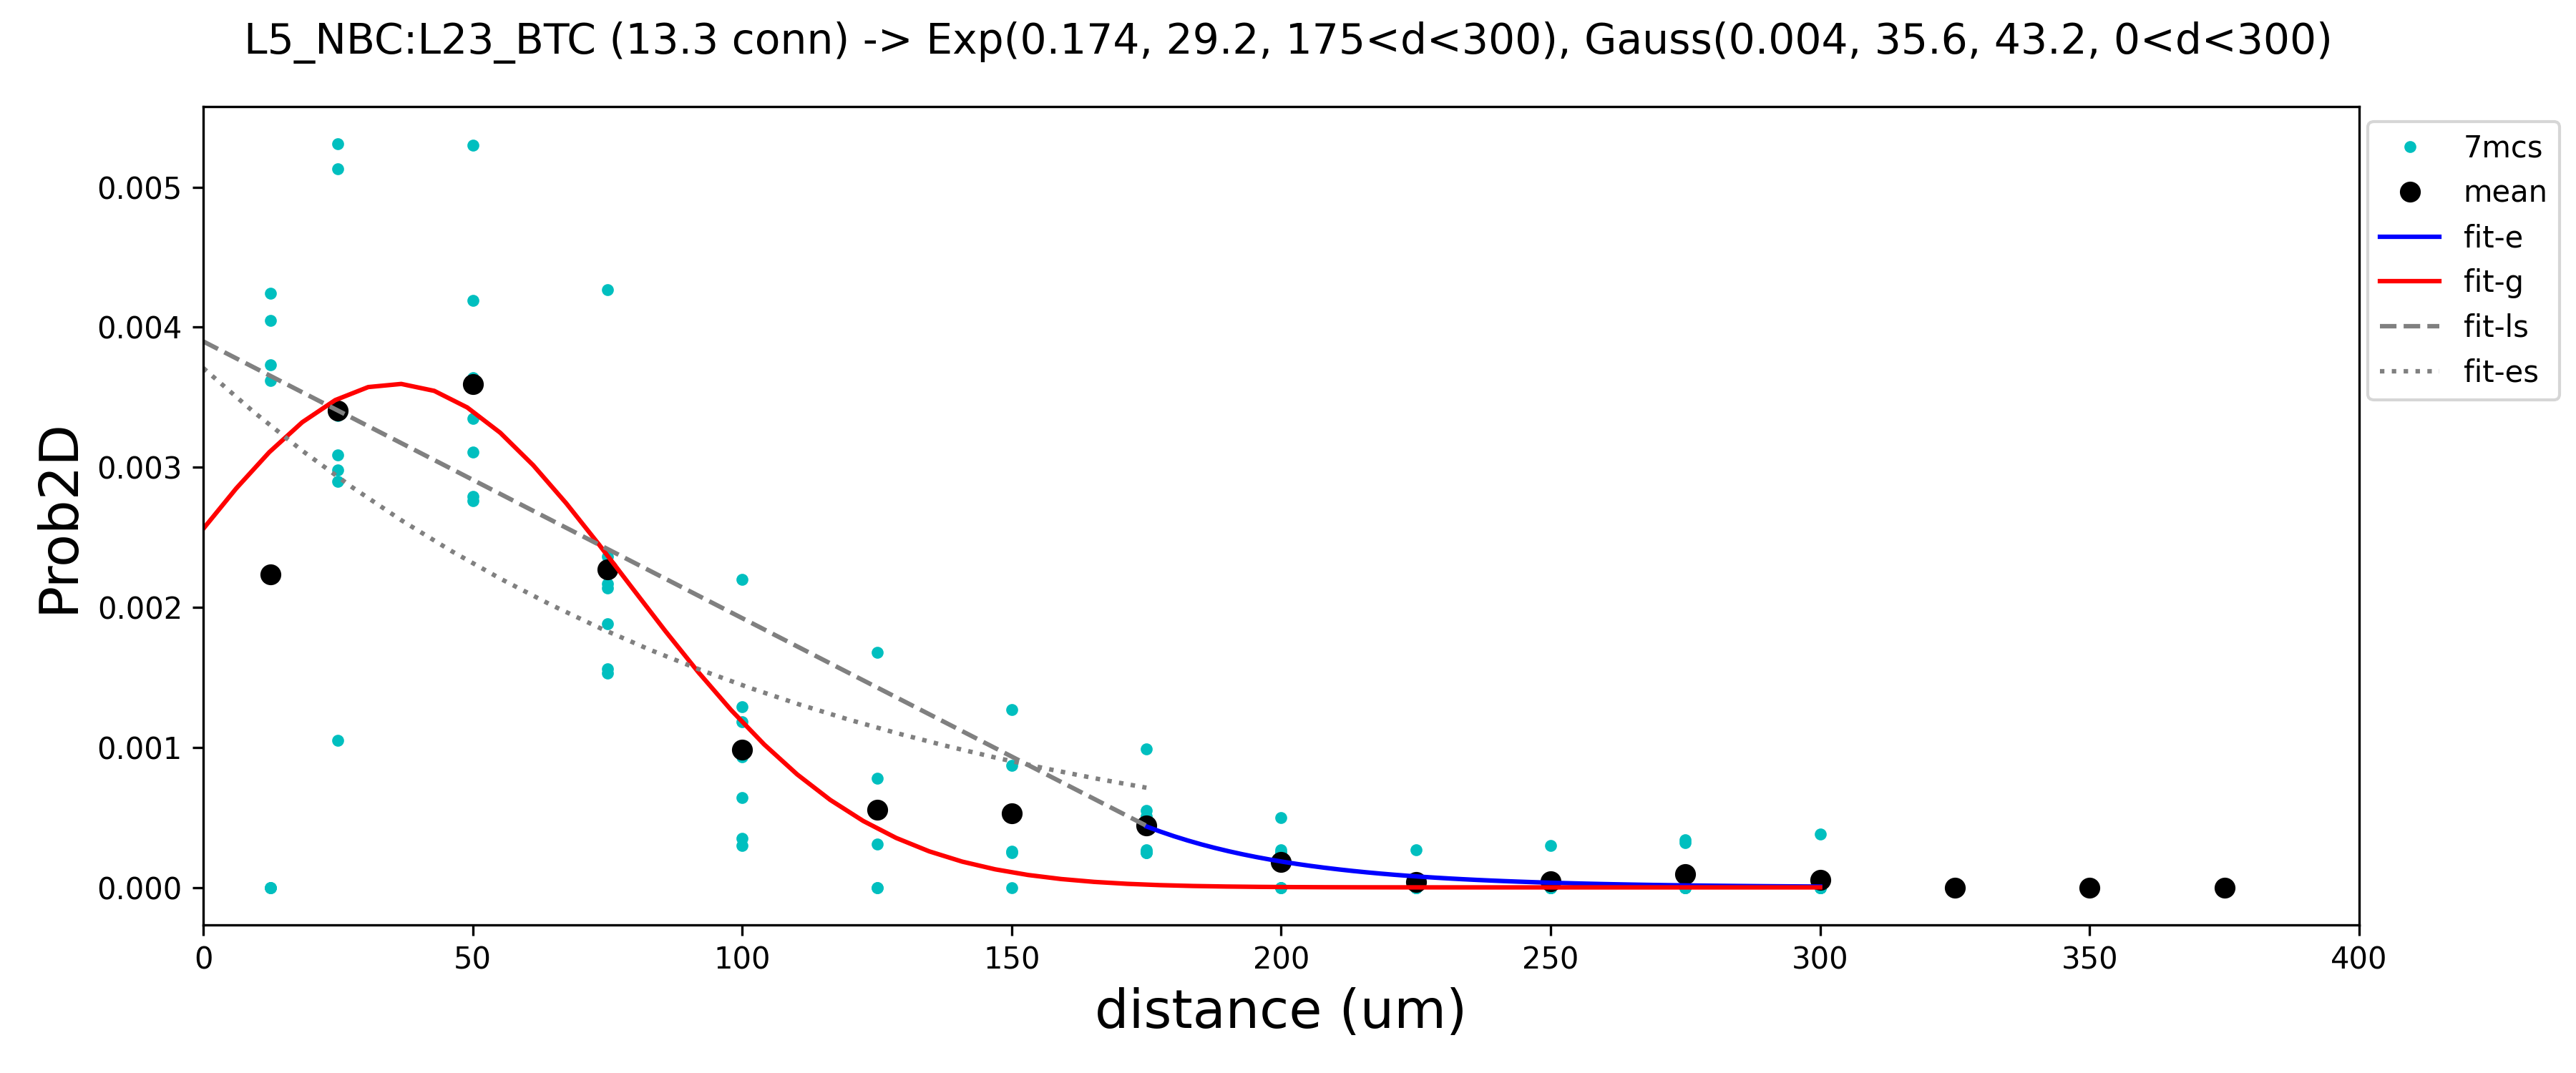 L5_NBC:L23_BTC (13.3 conn) -> Exp(0.174, 29.2, 175<d<300), Gauss(0.004, 35.6, 43.2, 0<d<300)
7mcs
mean
fit-e
fit-g
fit-ls
fit-es
Prob2D
0.005
0.004
0.003
0.002
0.001
0.000
0 50 100 150 200 250 300 350 400
distance (um)